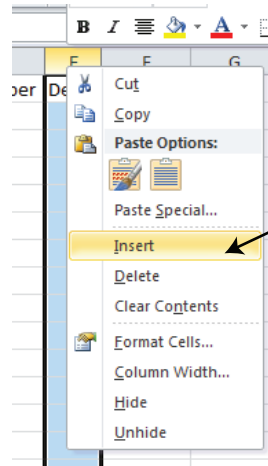 B I A
E F G
ber De
Cut
Copy
Paste Options:
Paste Special...
Insert
Delete
Clear Contents
Format Cells...
Column Width...
Hide
Unhide